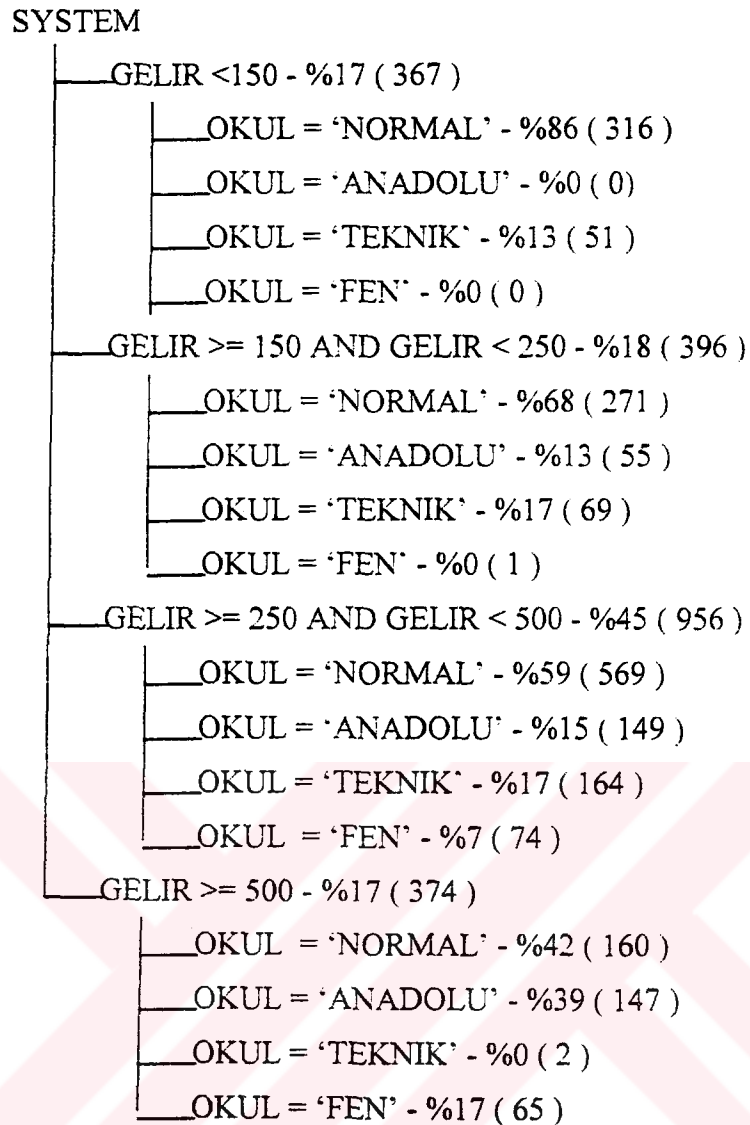 SYSTEM
GELIR <150 - %17 ( 367 )
OKUL = ‘NORMAL’ - %86 ( 316 )
OKUL = ‘ANADOLU’ - %0 ( 0)
OKUL = ‘TEKNIK’ - %13 ( 51 )
OKUL = ‘FEN’ - %0 ( 0 )
GELIR >= 150 AND GELIR < 250 - %18 ( 396 )
OKUL = ‘NORMAL’ - %68 ( 271 )
OKUL = ‘ANADOLU’ - %13 ( 55 )
OKUL = ‘TEKNIK’ - %17 ( 69 )
OKUL = ‘FEN’ - %0 ( 1 )
GELIR >= 250 AND GELIR < 500 - %45 ( 956 )
OKUL = ‘NORMAL’ - %59 ( 569 )
OKUL = ‘ANADOLU’ - %15 ( 149 )
OKUL = ‘TEKNIK’ - %17 ( 164 )
OKUL = ‘FEN’ - %7 ( 74 )
GELIR >= 500 - %17 ( 374 )
OKUL = ‘NORMAL’ - %42 ( 160 )
OKUL = ‘ANADOLU’ - %39 ( 147 )
OKUL = ‘TEKNIK’ - %0 ( 2 )
OKUL = ‘FEN’ - %17 ( 65 )